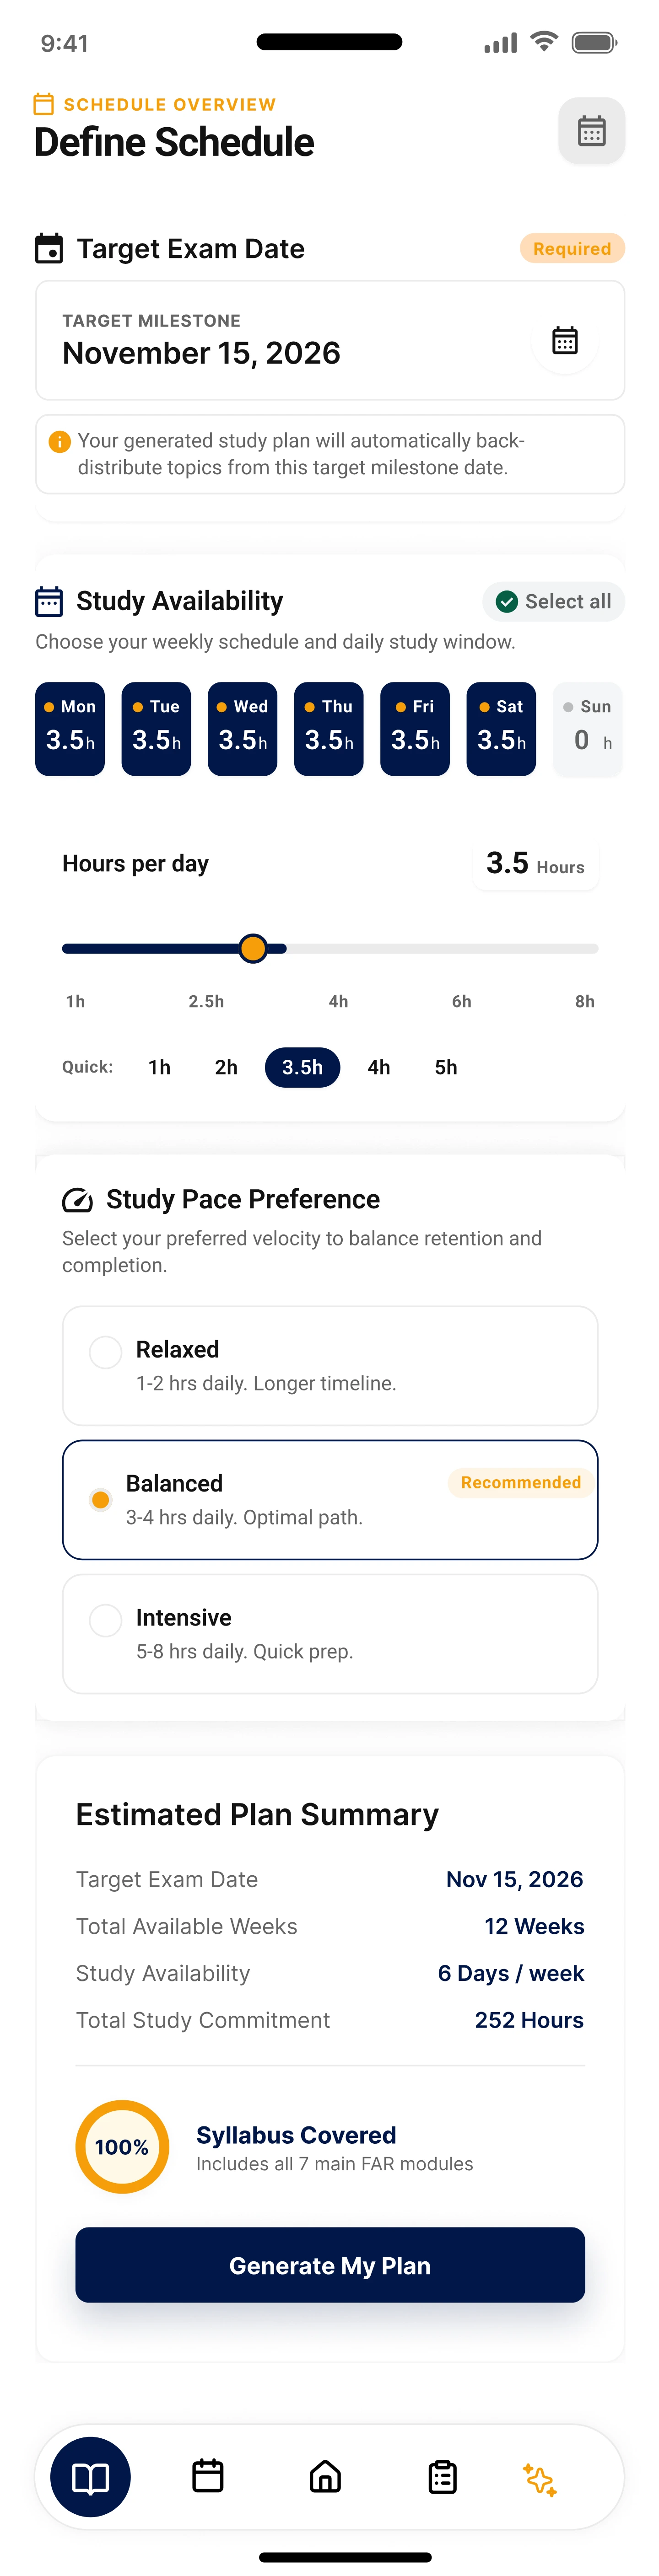 9:41
SCHEDULE OVERVIEW
Define Schedule
Target Exam Date
Required
TARGET MILESTONE
November 15, 2026
Your generated study plan will automatically back-
distribute topics from this target milestone date.
Study Availability
Select all
Choose your weekly schedule and daily study window.
Mon Tue Wed Thu Fri Sat Sun
3.5h 3.5h 3.5h 3.5h 3.5h 3.5h 0 h
Hours per day
3.5 Hours
1h 2.5h 4h 6h 8h
Quick: 1h 2h 3.5h 4h 5h
Study Pace Preference
Select your preferred velocity to balance retention and
completion.
Relaxed
1-2 hrs daily. Longer timeline.
Balanced
Recommended
3-4 hrs daily. Optimal path.
Intensive
5-8 hrs daily. Quick prep.
Estimated Plan Summary
Target Exam Date Nov 15, 2026
Total Available Weeks 12 Weeks
Study Availability 6 Days / week
Total Study Commitment 252 Hours
100%
Syllabus Covered
Includes all 7 main FAR modules
Generate My Plan